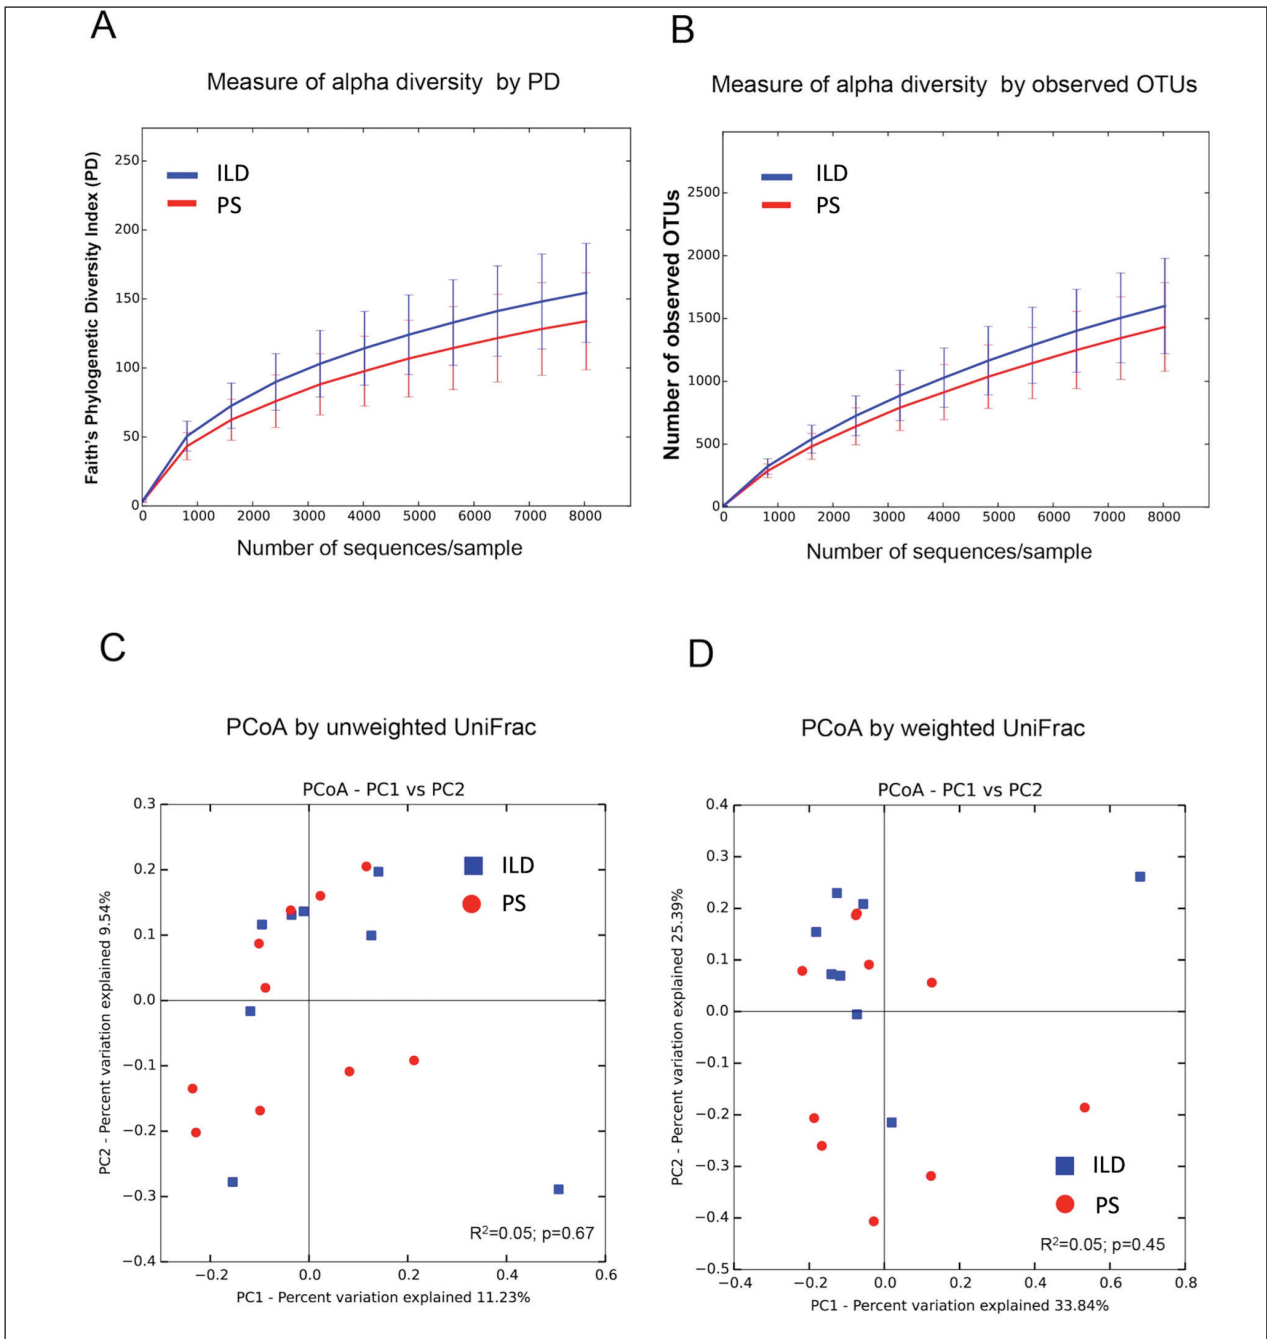 A
Measure of alpha diversity by PD
Faith's Phylogenetic Diversity Index (PD)
250
200
150
100
50
0
ILD
PS
0 1000 2000 3000 4000 5000 6000 7000 8000
Number of sequences/sample
B
Measure of alpha diversity by observed OTUs
Number of observed OTUs
2500
2000
1500
1000
500
0
ILD
PS
0 1000 2000 3000 4000 5000 6000 7000 8000
Number of sequences/sample
C
PCoA by unweighted UniFrac
PCoA - PC1 vs PC2
PC2 - Percent variation explained 9.54%
0.3
0.2
0.1
0.0
−0.1
−0.2
−0.3
−0.4
ILD
PS
R²=0.05; p=0.67
−0.2 0.0 0.2 0.4 0.6
PC1 - Percent variation explained 11.23%
D
PCoA by weighted UniFrac
PCoA - PC1 vs PC2
PC2 - Percent variation explained 25.39%
0.4
0.3
0.2
0.1
0.0
−0.1
−0.2
−0.3
−0.4
−0.5
ILD
PS
R²=0.05; p=0.45
−0.4 −0.2 0.0 0.2 0.4 0.6 0.8
PC1 - Percent variation explained 33.84%